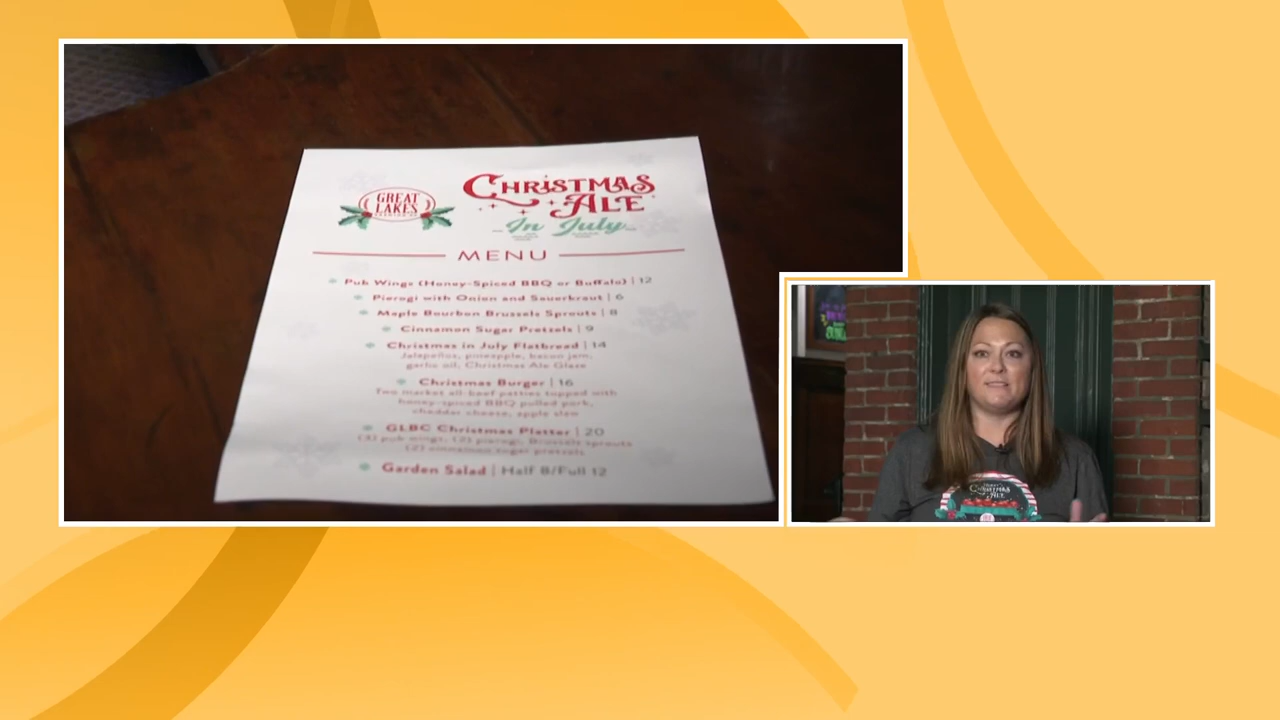 GREAT
LAKES
BREWING CO
CHRISTMAS
ALE
In July
MENU
Pub Wings (Honey-Spiced BBQ or Buffalo) | 12
Pierogi with Onion and Sauerkraut | 6
Maple Bourbon Brussels Sprouts | 8
Cinnamon Sugar Pretzels | 9
Christmas in July Flatbread | 14
Jalapeños, pineapple, bacon jam,
garlic oil, Christmas Ale Glaze
Christmas Burger | 16
Two market all-beef patties topped with
honey-spiced BBQ pulled pork,
cheddar cheese, apple slaw
GLBC Christmas Platter | 20
(3) pub wings, (2) pierogi, Brussels sprouts
(2) cinnamon sugar pretzels
Garden Salad | Half 8/Full 12
CHRISTMAS
ALE